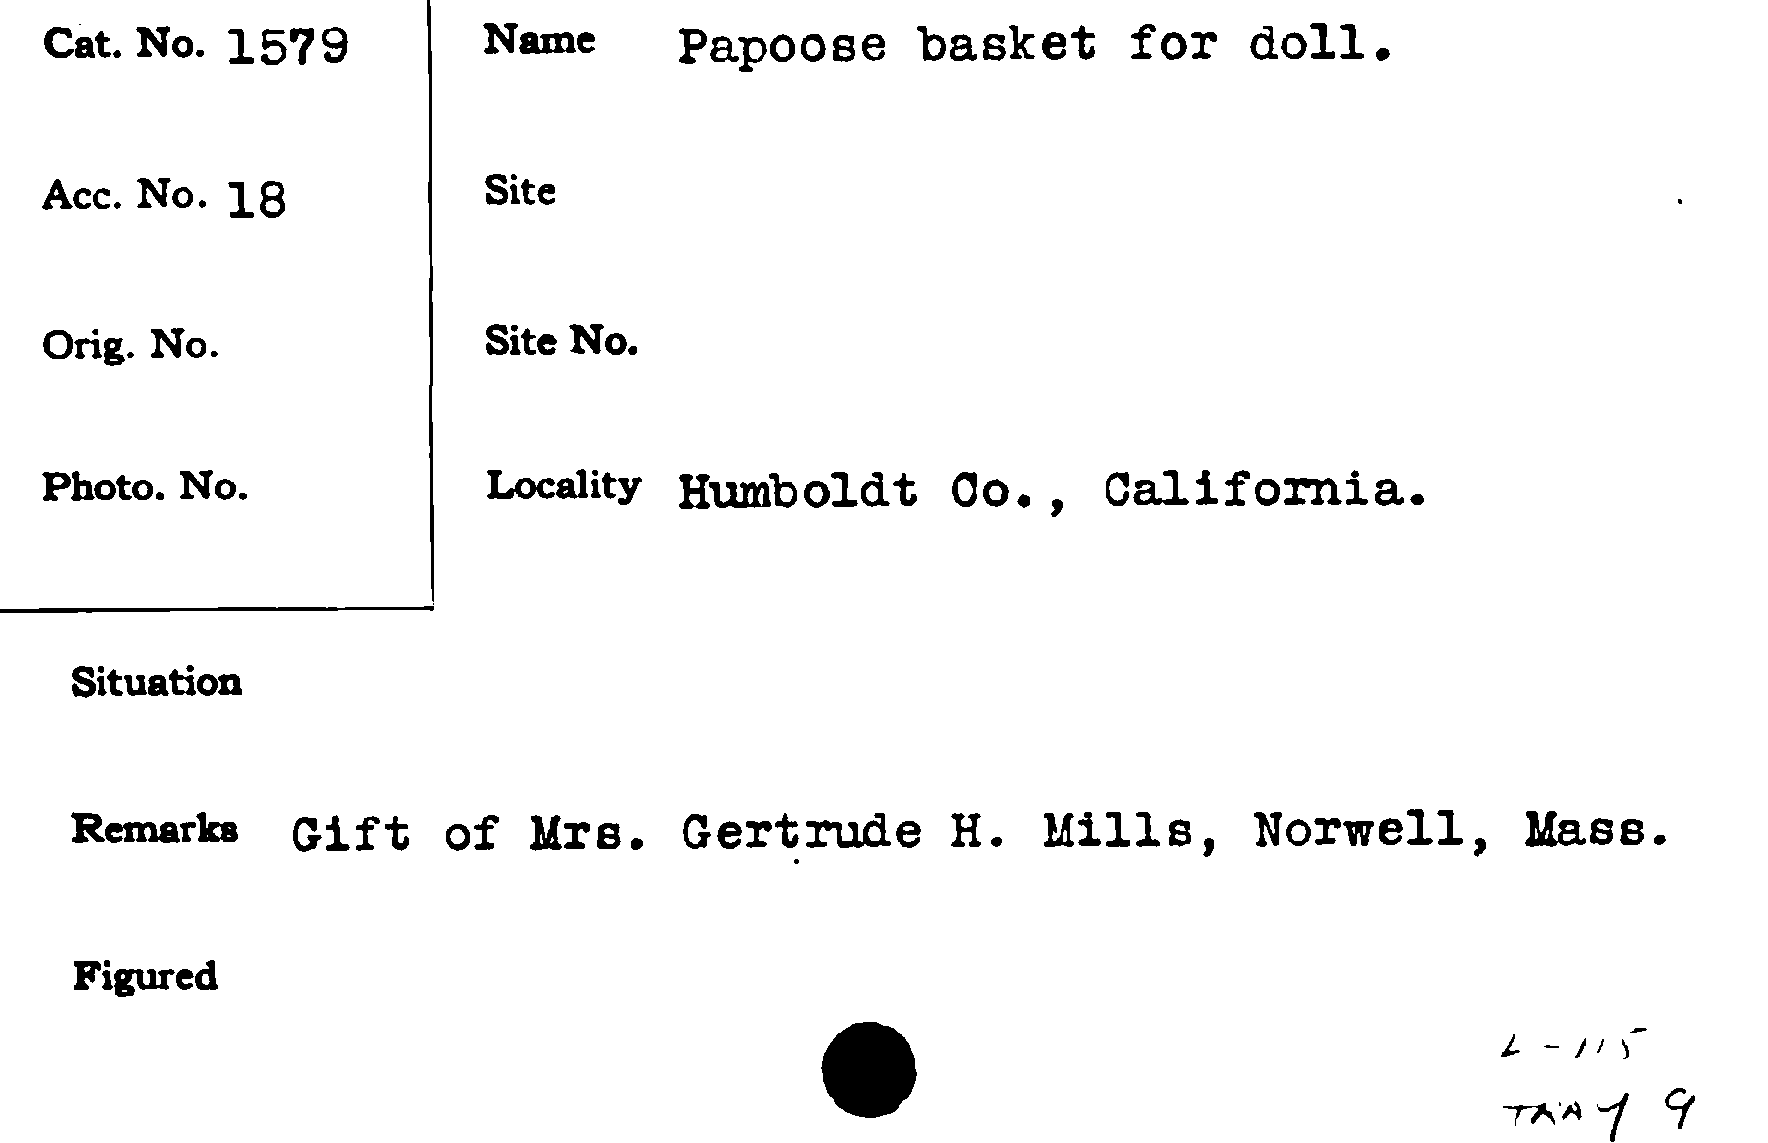 Cat. No. 1579
Name Papoose basket for doll.
Acc. No. 18
Site
Orig. No.
Site No.
Photo. No.
Locality Humboldt Co., California.
Situation
Remarks Gift of Mrs. Gertrude H. Mills, Norwell, Mass.
Figured
L-115
TRAY 9